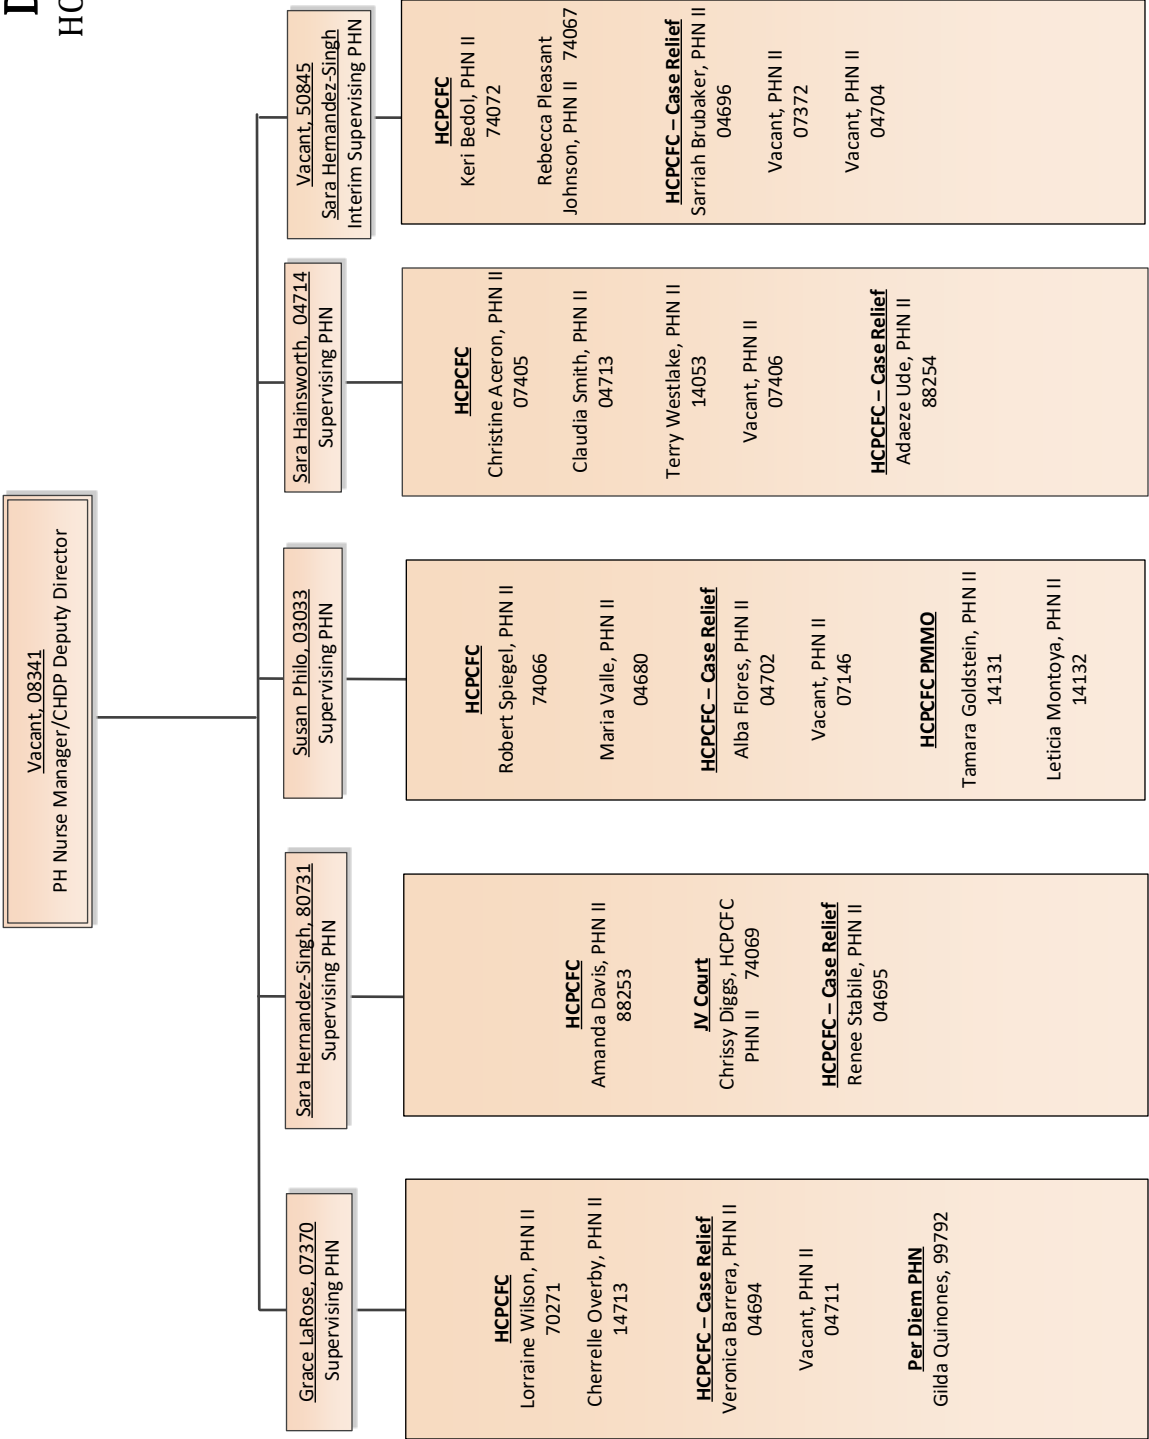 D
HC
Vacant, 08341
PH Nurse Manager/CHDP Deputy Director
Grace LaRose, 07370
Supervising PHN
HCPCFC
Lorraine Wilson, PHN II
70271
Cherrelle Overby, PHN II
14713
HCPCFC – Case Relief
Veronica Barrera, PHN II
04694
Vacant, PHN II
04711
Per Diem PHN
Gilda Quinones, 99792
Sara Hernandez-Singh, 80731
Supervising PHN
HCPCFC
Amanda Davis, PHN II
88253
JV Court
Chrissy Diggs, HCPCFC
PHN II 74069
HCPCFC – Case Relief
Renee Stabile, PHN II
04695
Susan Philo, 03033
Supervising PHN
HCPCFC
Robert Spiegel, PHN II
74066
Maria Valle, PHN II
04680
HCPCFC – Case Relief
Alba Flores, PHN II
04702
Vacant, PHN II
07146
HCPCFC PMMO
Tamara Goldstein, PHN II
14131
Leticia Montoya, PHN II
14132
Sara Hainsworth, 04714
Supervising PHN
HCPCFC
Christine Aceron, PHN II
07405
Claudia Smith, PHN II
04713
Terry Westlake, PHN II
14053
Vacant, PHN II
07406
HCPCFC – Case Relief
Adaeze Ude, PHN II
88254
Vacant, 50845
Sara Hernandez-Singh
Interim Supervising PHN
HCPCFC
Keri Bedol, PHN II
74072
Rebecca Pleasant
Johnson, PHN II 74067
HCPCFC – Case Relief
Sarriah Brubaker, PHN II
04696
Vacant, PHN II
07372
Vacant, PHN II
04704